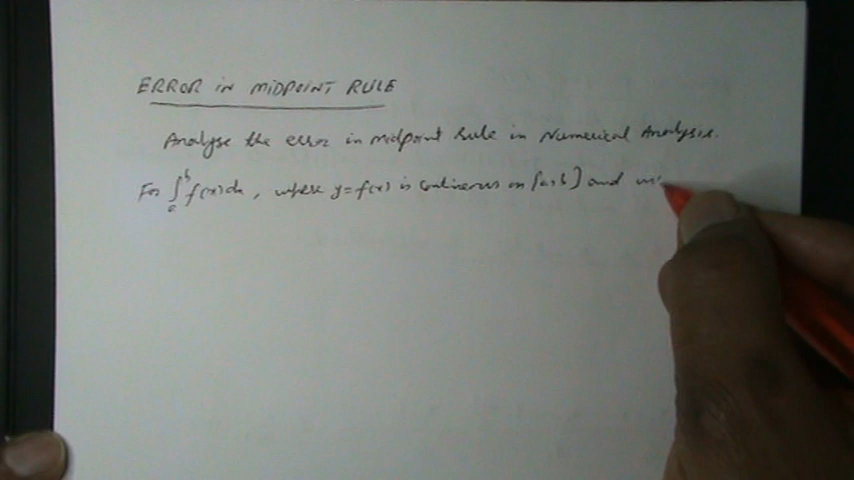 ERROR IN MIDPOINT RULE
Analyse the error in midpoint Rule in Numerical Analysis.
For ∫_a^b f(x)dx, where y=f(x) is continuous on [a,b] and